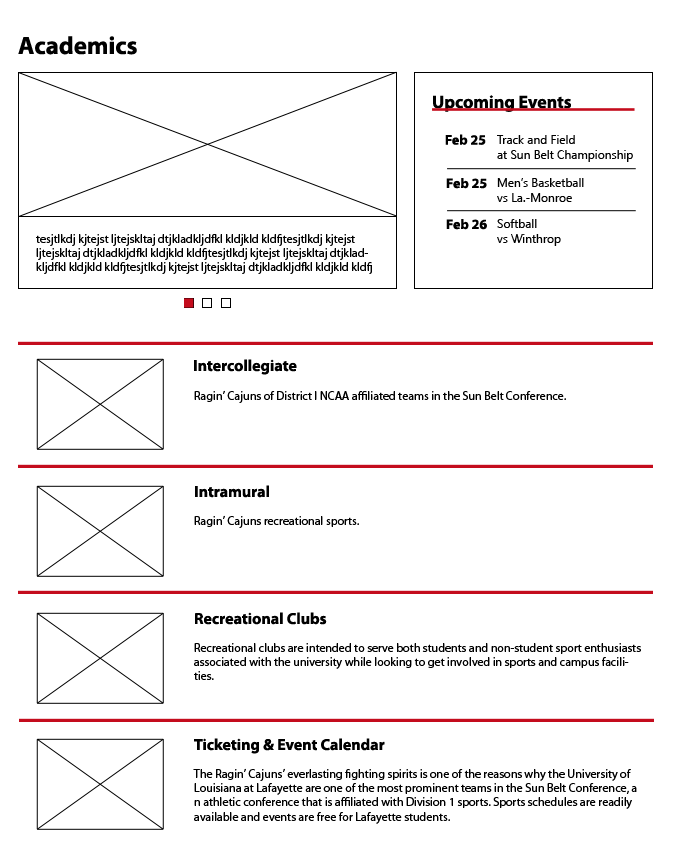 Academics
Upcoming Events
Feb 25 Track and Field
at Sun Belt Championship
Feb 25 Men's Basketball
vs La.-Monroe
Feb 26 Softball
vs Winthrop
tesjtlkdj kjtejst ljtejskltaj dtjkladkljdfkl kldjkld kldfjtesjtlkdj kjtejst
ljtejskltaj dtjkladkljdfkl kldjkld kldfjtesjtlkdj kjtejst ljtejskltaj dtjklad-
kljdfkl kldjkld kldfjtesjtlkdj kjtejst ljtejskltaj dtjkladkljdfkl kldjkld kldfj
Intercollegiate
Ragin' Cajuns of District I NCAA affiliated teams in the Sun Belt Conference.
Intramural
Ragin' Cajuns recreational sports.
Recreational Clubs
Recreational clubs are intended to serve both students and non-student sport enthusiasts
associated with the university while looking to get involved in sports and campus facili-
ties.
Ticketing & Event Calendar
The Ragin' Cajuns' everlasting fighting spirits is one of the reasons why the University of
Louisiana at Lafayette are one of the most prominent teams in the Sun Belt Conference, a
n athletic conference that is affiliated with Division 1 sports. Sports schedules are readily
available and events are free for Lafayette students.